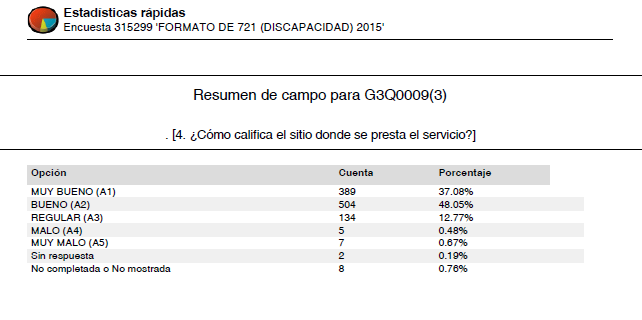 Estadísticas rápidas
Encuesta 315299 'FORMATO DE 721 (DISCAPACIDAD) 2015'
Resumen de campo para G3Q0009(3)
. [4. ¿Cómo califica el sitio donde se presta el servicio?]
Opción Cuenta Porcentaje
MUY BUENO (A1) 389 37.08%
BUENO (A2) 504 48.05%
REGULAR (A3) 134 12.77%
MALO (A4) 5 0.48%
MUY MALO (A5) 7 0.67%
Sin respuesta 2 0.19%
No completada o No mostrada 8 0.76%